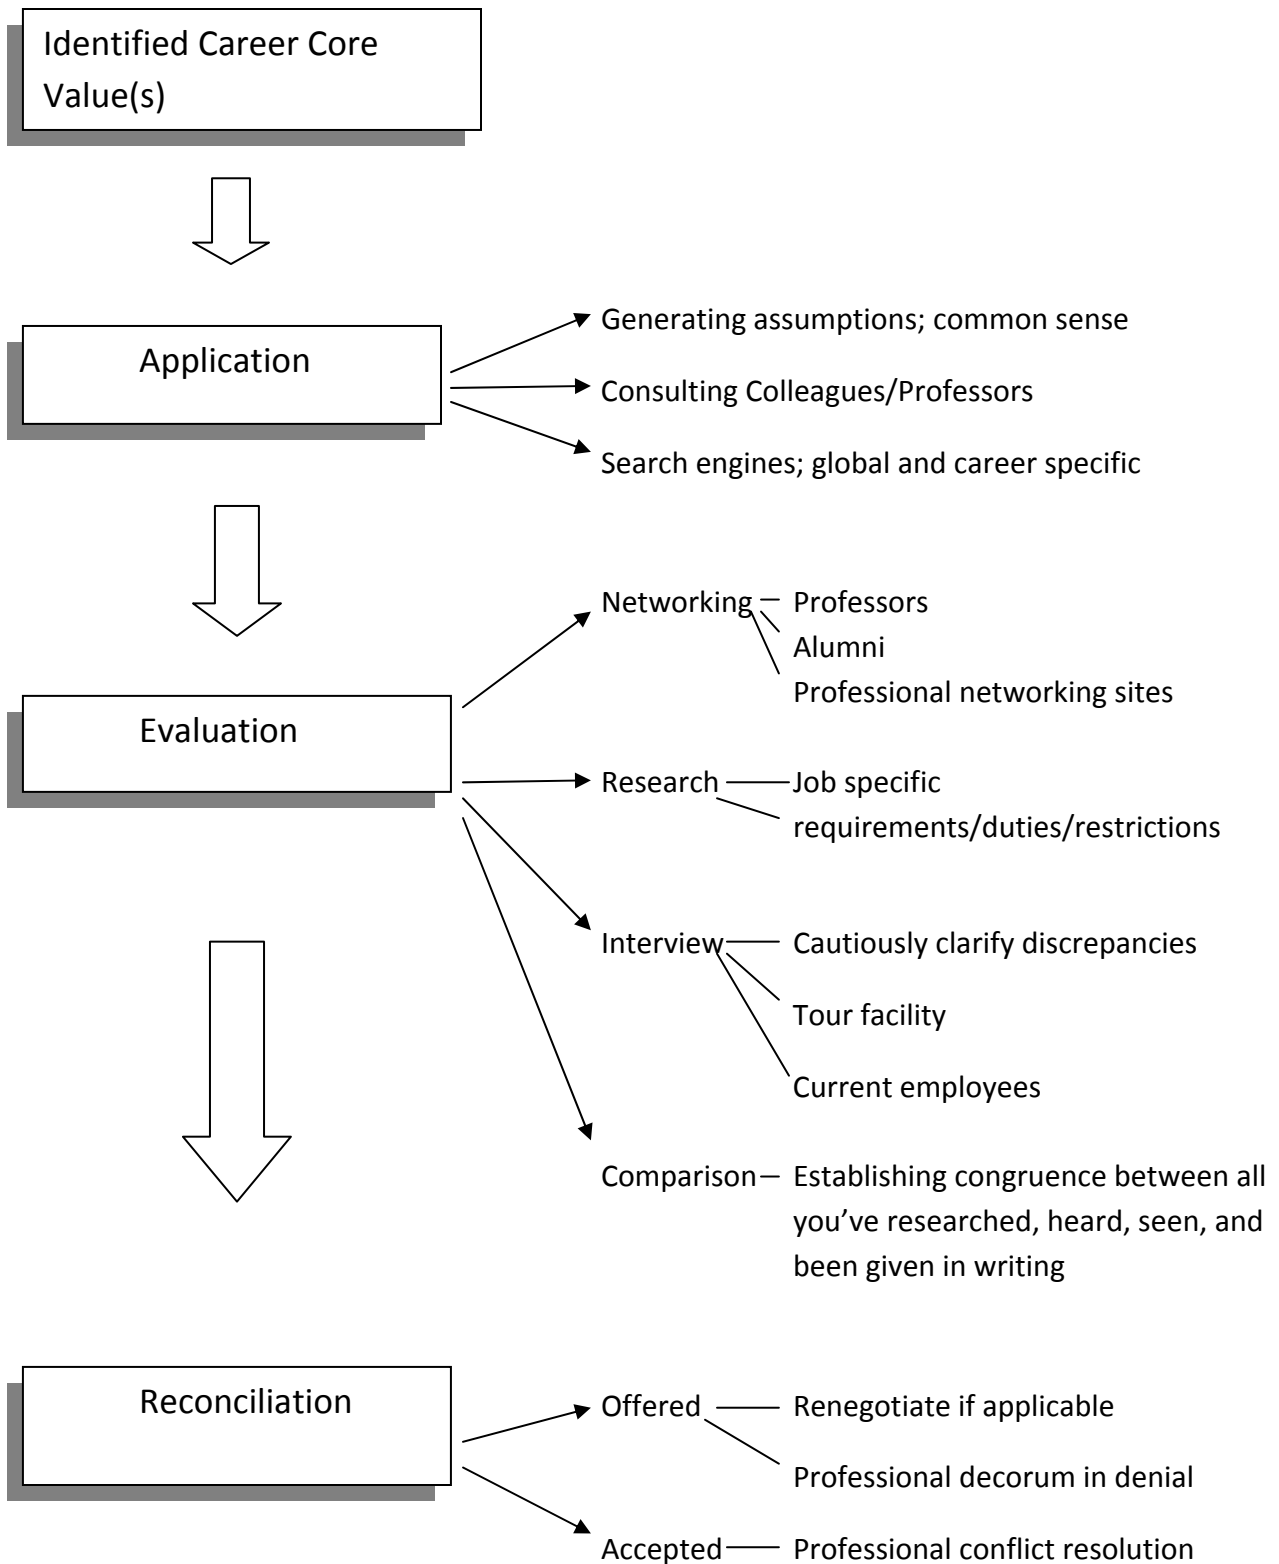 Identified Career Core
Value(s)
Application
Generating assumptions; common sense
Consulting Colleagues/Professors
Search engines; global and career specific
Evaluation
Networking
Professors
Alumni
Professional networking sites
Research
Job specific
requirements/duties/restrictions
Interview
Cautiously clarify discrepancies
Tour facility
Current employees
Comparison
Establishing congruence between all
you’ve researched, heard, seen, and
been given in writing
Reconciliation
Offered
Renegotiate if applicable
Professional decorum in denial
Accepted
Professional conflict resolution